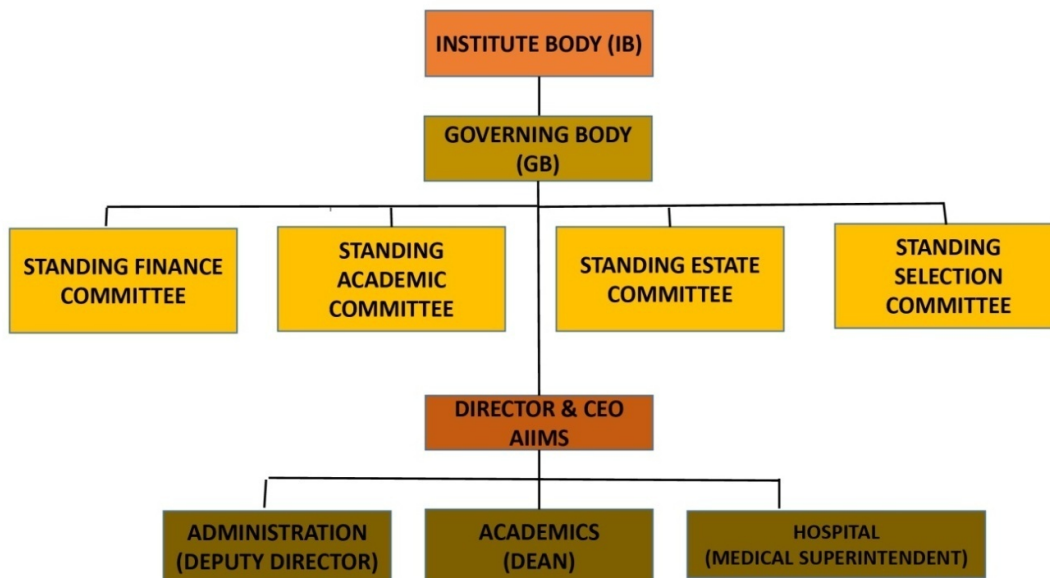 INSTITUTE BODY (IB)
GOVERNING BODY
(GB)
STANDING FINANCE
COMMITTEE
STANDING
ACADEMIC
COMMITTEE
STANDING ESTATE
COMMITTEE
STANDING
SELECTION
COMMITTEE
DIRECTOR & CEO
AIIMS
ADMINISTRATION
(DEPUTY DIRECTOR)
ACADEMICS
(DEAN)
HOSPITAL
(MEDICAL SUPERINTENDENT)